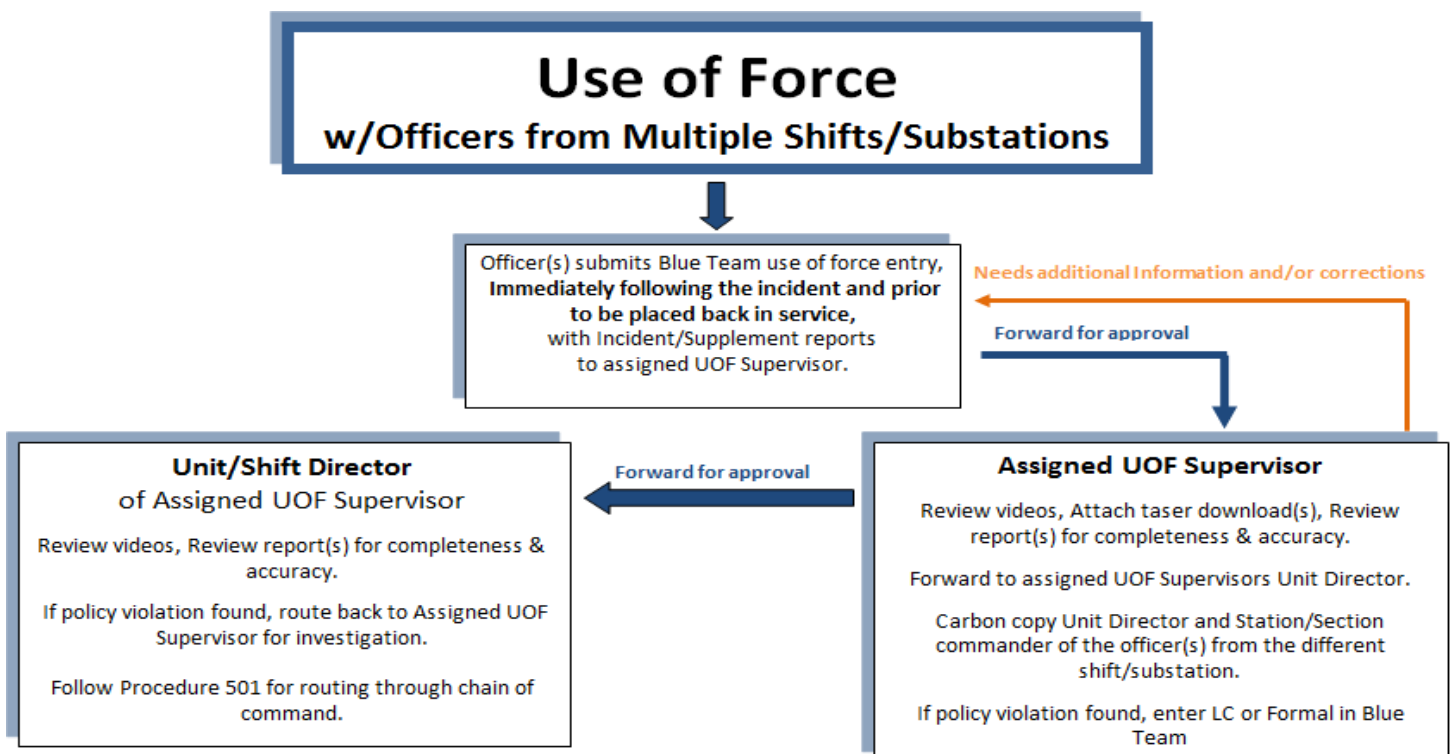 Use of Force
w/Officers from Multiple Shifts/Substations
Officer(s) submits Blue Team use of force entry,
Immediately following the incident and prior
to be placed back in service,
with Incident/Supplement reports
to assigned UOF Supervisor.
Needs additional Information and/or corrections
Forward for approval
Unit/Shift Director
of Assigned UOF Supervisor
Review videos, Review report(s) for completeness &
accuracy.
If policy violation found, route back to Assigned UOF
Supervisor for investigation.
Follow Procedure 501 for routing through chain of
command.
Forward for approval
Assigned UOF Supervisor
Review videos, Attach taser download(s), Review
report(s) for completeness & accuracy.
Forward to assigned UOF Supervisors Unit Director.
Carbon copy Unit Director and Station/Section
commander of the officer(s) from the different
shift/substation.
If policy violation found, enter LC or Formal in Blue
Team